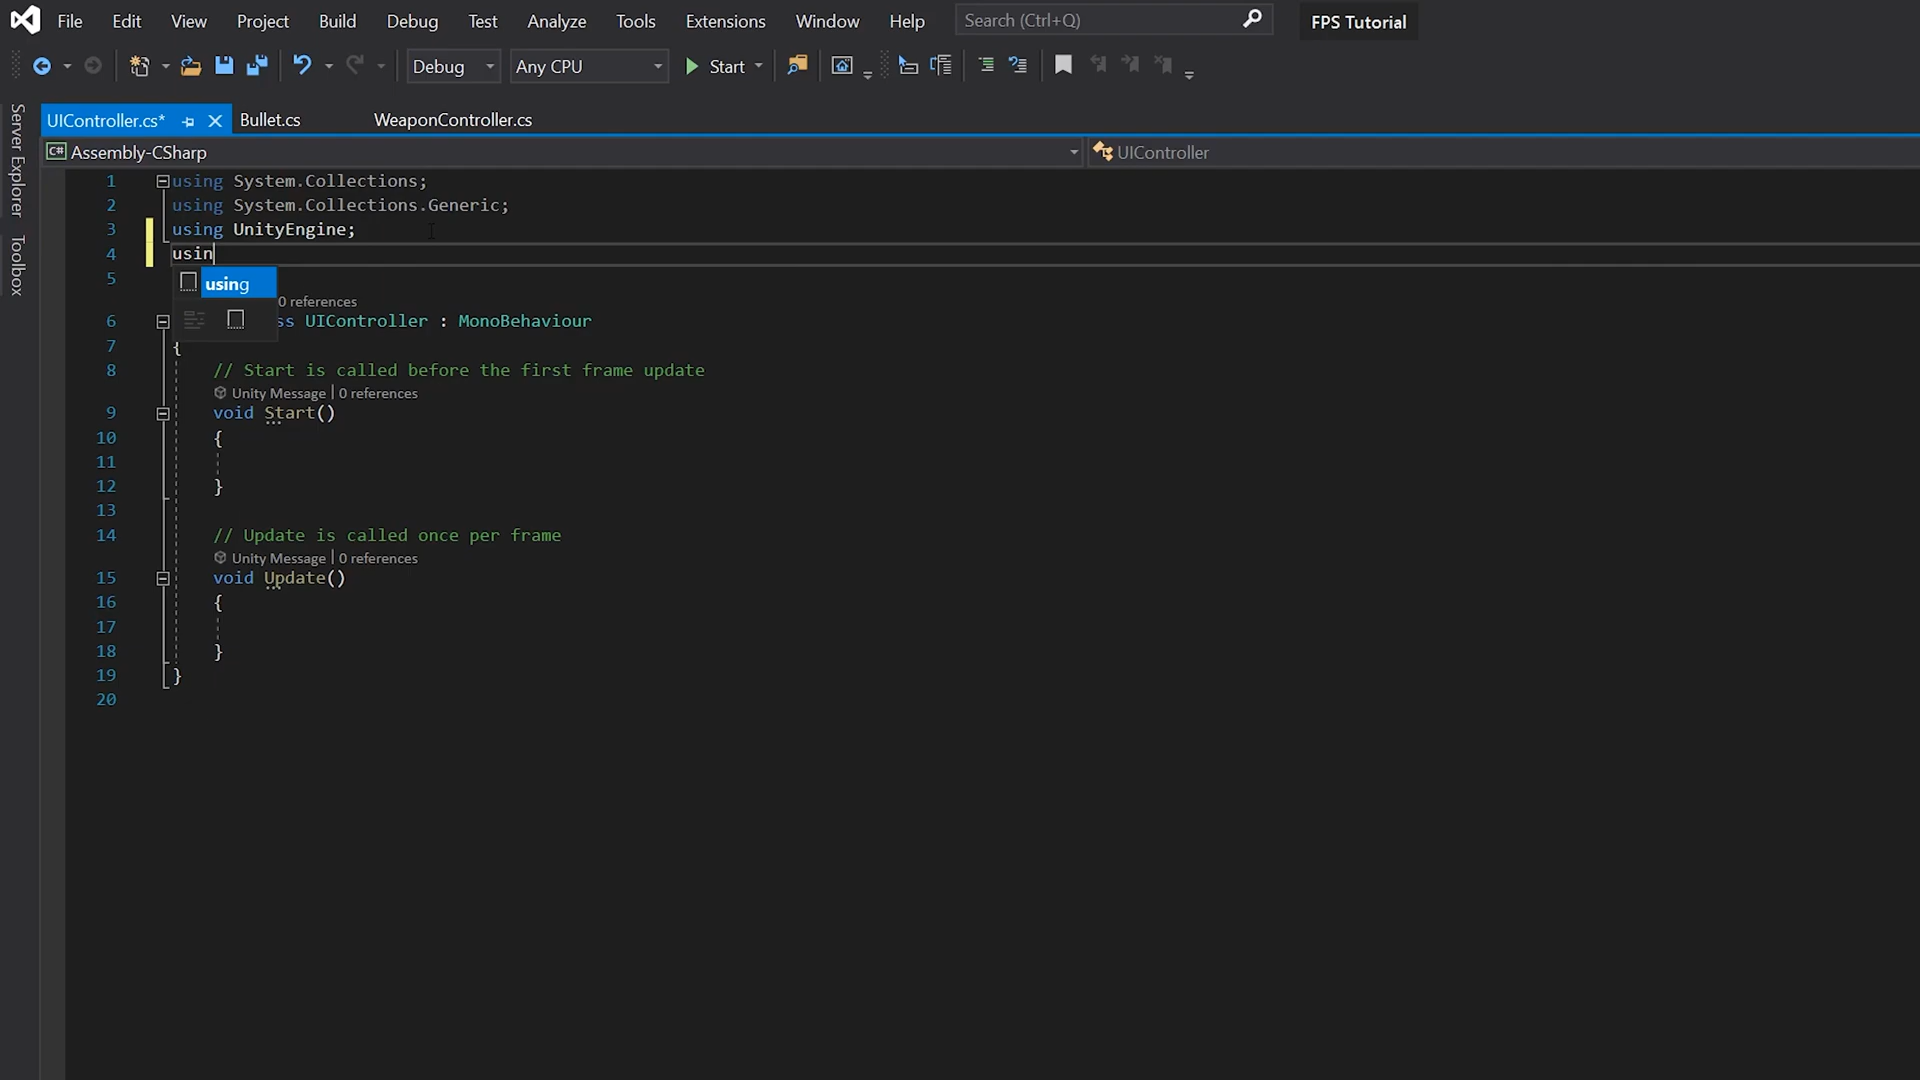 File Edit View Project Build Debug Test Analyze Tools Extensions Window Help Search (Ctrl+Q) FPS Tutorial
Debug Any CPU Start
Server Explorer
Toolbox
UIController.cs* Bullet.cs WeaponController.cs
C# Assembly-CSharp UIController
1 using System.Collections;
2 using System.Collections.Generic;
3 using UnityEngine;
4 usin
5 using
0 references
6 ss UIController : MonoBehaviour
7 {
8 // Start is called before the first frame update
Unity Message | 0 references
9 void Start()
10 {
11
12 }
13
14 // Update is called once per frame
Unity Message | 0 references
15 void Update()
16 {
17
18 }
19 }
20